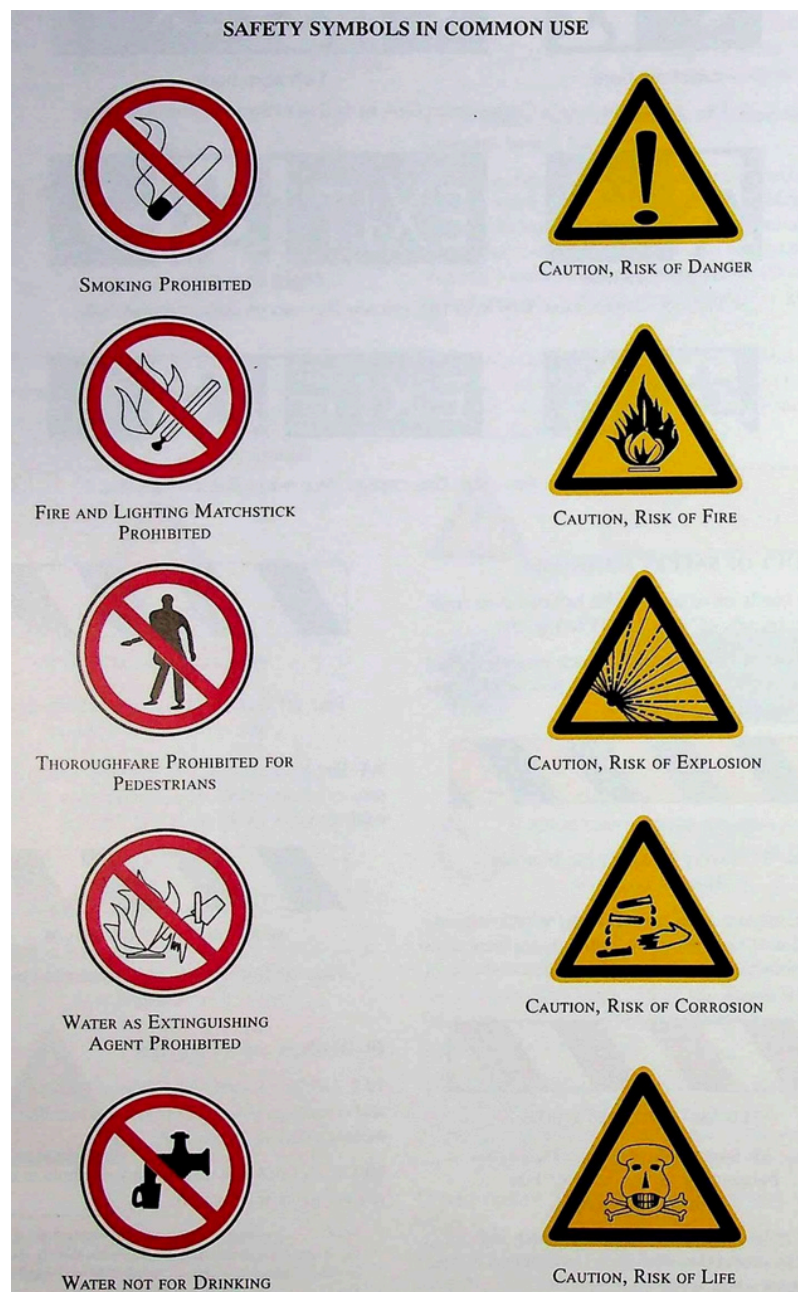 SAFETY SYMBOLS IN COMMON USE
SMOKING PROHIBITED
CAUTION, RISK OF DANGER
FIRE AND LIGHTING MATCHSTICK
PROHIBITED
CAUTION, RISK OF FIRE
THOROUGHFARE PROHIBITED FOR
PEDESTRIANS
CAUTION, RISK OF EXPLOSION
WATER AS EXTINGUISHING
AGENT PROHIBITED
CAUTION, RISK OF CORROSION
WATER NOT FOR DRINKING
CAUTION, RISK OF LIFE